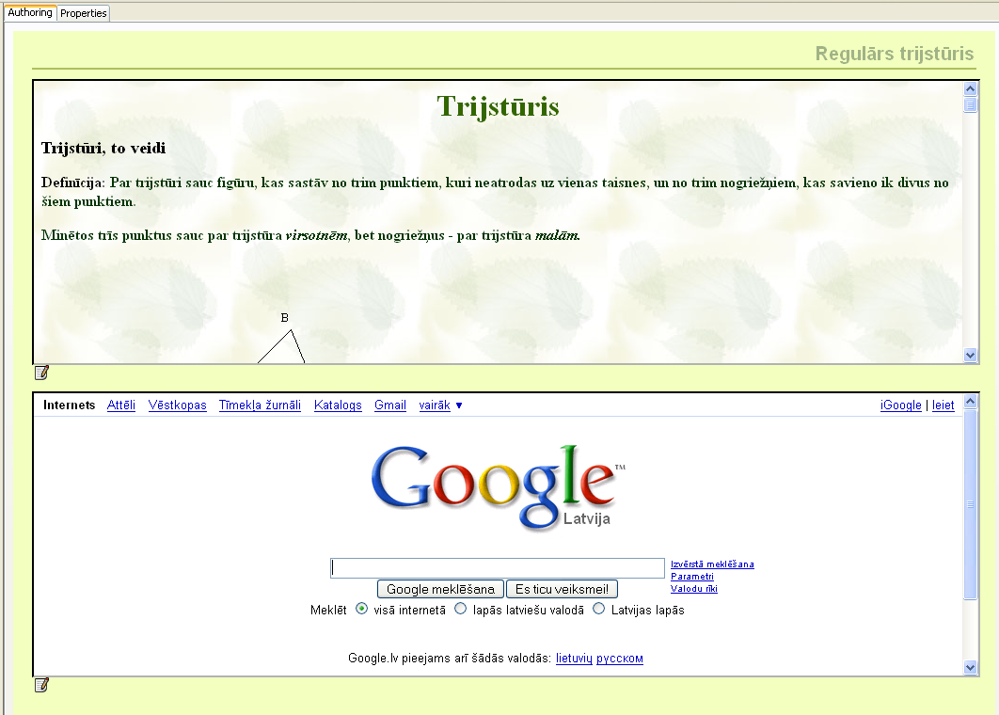 Authoring Properties
Regulārs trijstūris
Trijstūris
Trijstūri, to veidi
Definīcija: Par trijstūri sauc figūru, kas sastāv no trim punktiem, kuri neatrodas uz vienas taisnes, un no trim nogriežņiem, kas savieno ik divus no
šiem punktiem.
Minētos trīs punktus sauc par trijstūra virsotnēm, bet nogriežņus - par trijstūra malām.
B
Internets Attēli Vēstkopas Tīmekļa žurnāli Katalogs Gmail vairāk ▼ iGoogle | Ieiet
Google™
Latvija
Izvērstā meklēšana
Parametri
Google meklēšana Es ticu veiksmei! Valodu rīki
Meklēt visā internetā lapās latviešu valodā Latvijas lapās
Google.lv pieejams arī šādās valodās: lietuvių русском